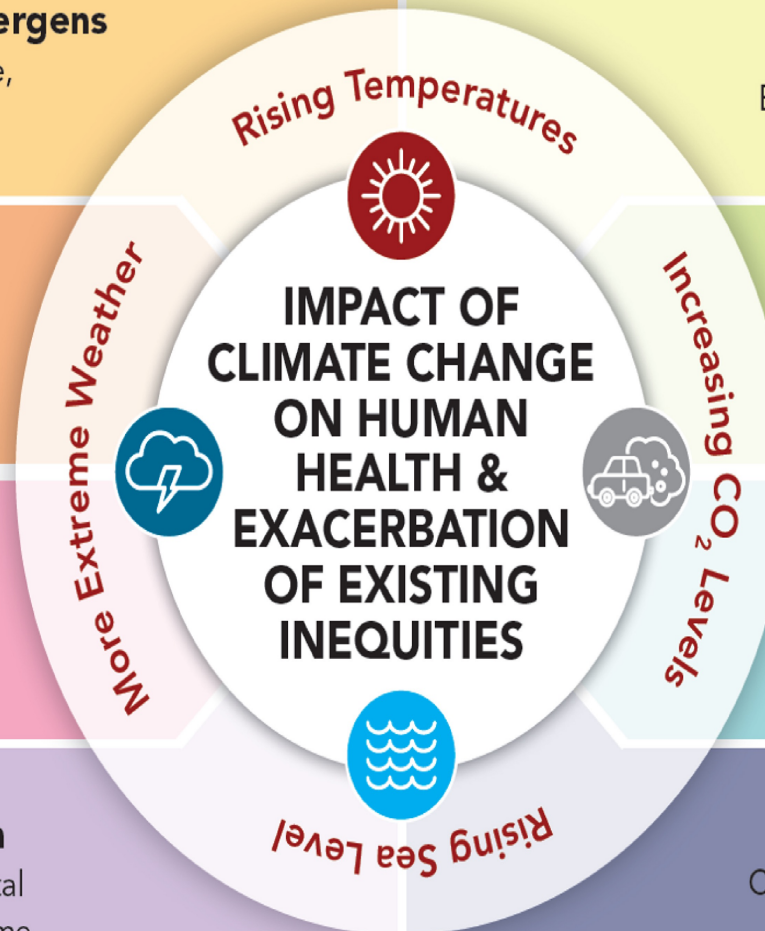 ergens
e,
Rising Temperatures
More Extreme Weather
IMPACT OF
CLIMATE CHANGE
ON HUMAN
HEALTH &
EXACERBATION
OF EXISTING
INEQUITIES
Increasing CO₂ Levels
Rising Sea Level
tal